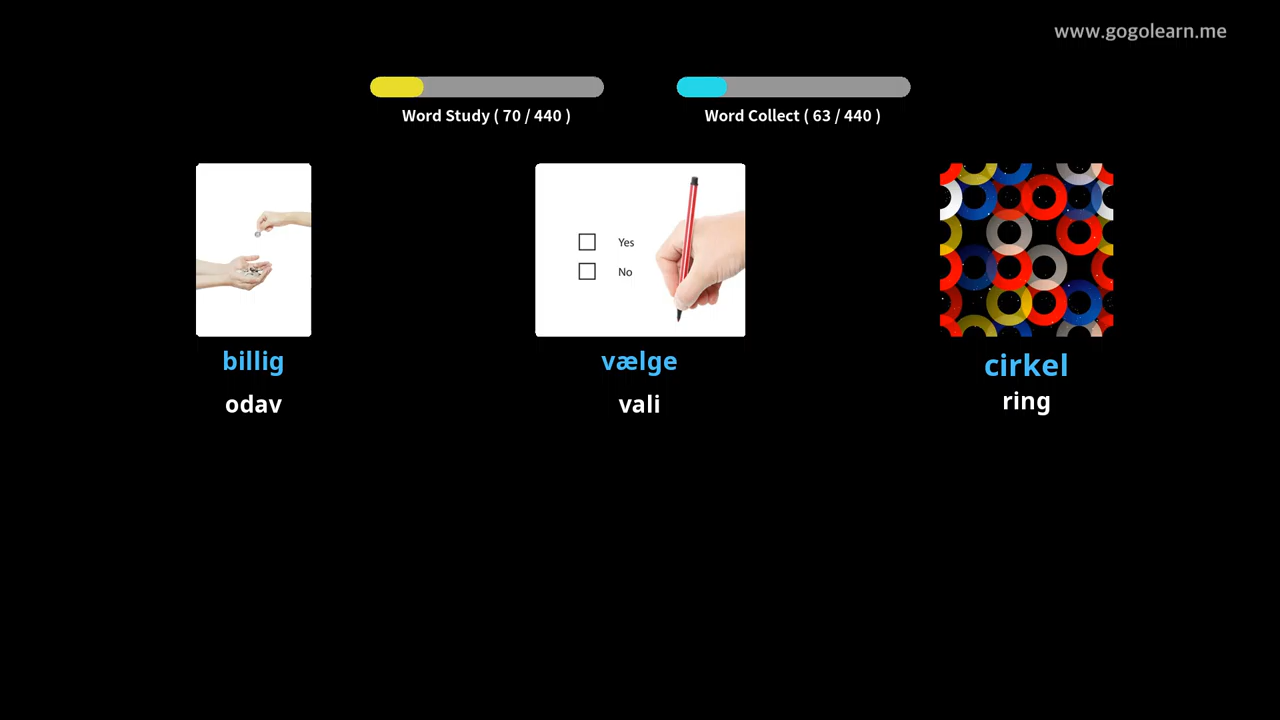 www.gogolearn.me
Word Study ( 70 / 440 )
Word Collect ( 63 / 440 )
Yes
No
billig
vælge
cirkel
odav
vali
ring